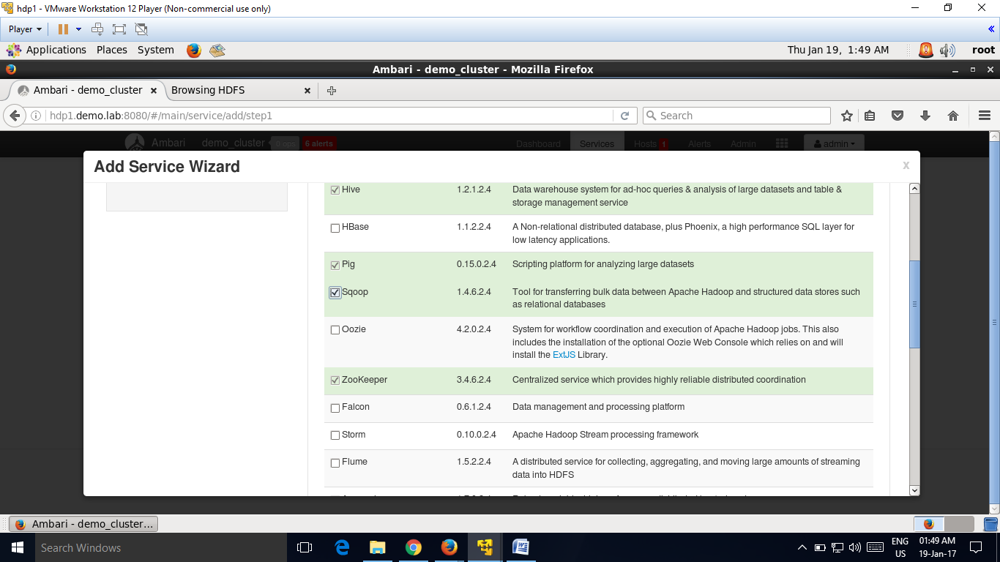 hdp1 - VMware Workstation 12 Player (Non-commercial use only)
Player
Applications Places System
Thu Jan 19, 1:49 AM
root
Ambari - demo_cluster - Mozilla Firefox
Ambari - demo_cluster
Browsing HDFS
hdp1.demo.lab:8080/#/main/service/add/step1
Search
Ambari demo_cluster 0 ops 6 alerts Dashboard Services Hosts 1 Alerts Admin admin
Add Service Wizard
x
Hive 1.2.1.2.4 Data warehouse system for ad-hoc queries & analysis of large datasets and table &
storage management service
HBase 1.1.2.2.4 A Non-relational distributed database, plus Phoenix, a high performance SQL layer for
low latency applications.
Pig 0.15.0.2.4 Scripting platform for analyzing large datasets
Sqoop 1.4.6.2.4 Tool for transferring bulk data between Apache Hadoop and structured data stores such
as relational databases
Oozie 4.2.0.2.4 System for workflow coordination and execution of Apache Hadoop jobs. This also
includes the installation of the optional Oozie Web Console which relies on and will
install the ExtJS Library.
ZooKeeper 3.4.6.2.4 Centralized service which provides highly reliable distributed coordination
Falcon 0.6.1.2.4 Data management and processing platform
Storm 0.10.0.2.4 Apache Hadoop Stream processing framework
Flume 1.5.2.2.4 A distributed service for collecting, aggregating, and moving large amounts of streaming
data into HDFS
Ambari - demo_cluster...
Search Windows
ENG
US
01:49 AM
19-Jan-17